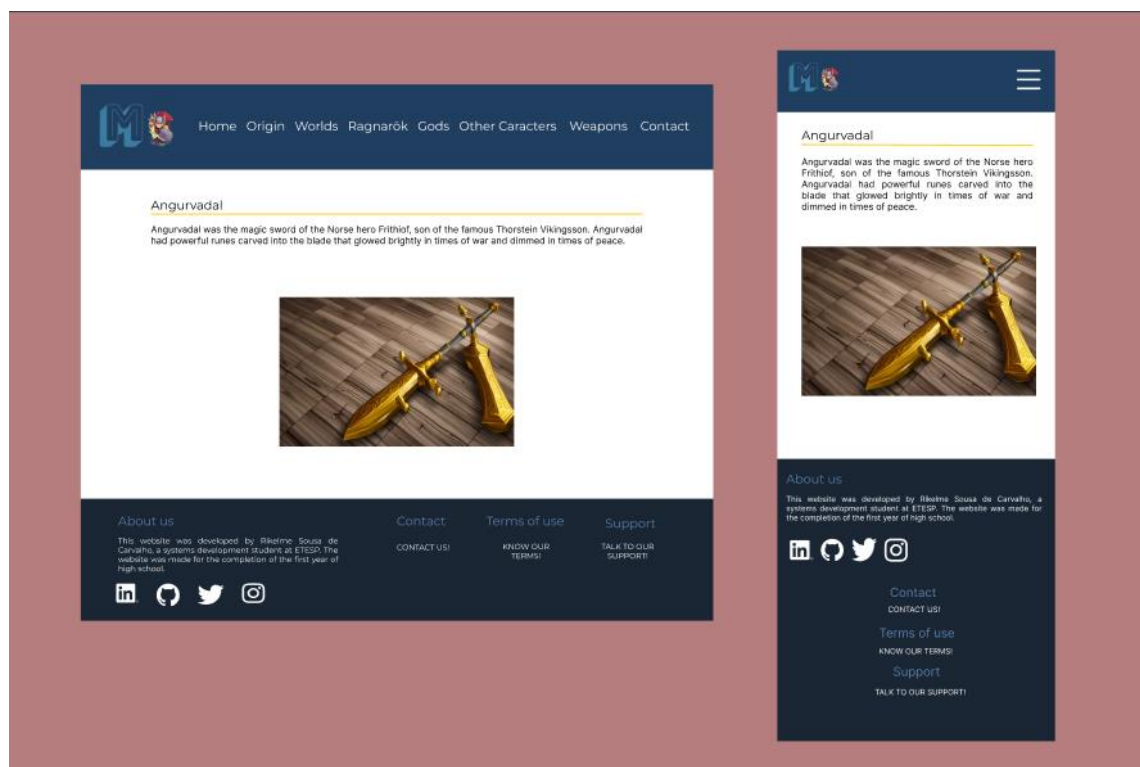 M
Home Origin Worlds Ragnarök Gods Other Caracters Weapons Contact
Angurvadal
Angurvadal was the magic sword of the Norse hero Frithiof, son of the famous Thorstein Vikingsson. Angurvadal
had powerful runes carved into the blade that glowed brightly in times of war and dimmed in times of peace.
About us
This website was developed by Rikelme Sousa de
Carvalho, a systems development student at ETESP. The
website was made for the completion of the first year of
high school.
in
Contact
CONTACT US!
Terms of use
KNOW OUR
TERMS!
Support
TALK TO OUR
SUPPORT!
M
Angurvadal
Angurvadal was the magic sword of the Norse hero
Frithiof, son of the famous Thorstein Vikingsson.
Angurvadal had powerful runes carved into the
blade that glowed brightly in times of war and
dimmed in times of peace.
About us
This website was developed by Rikelme Sousa de Carvalho, a
systems development student at ETESP. The website was made for
the completion of the first year of high school.
in
Contact
CONTACT US!
Terms of use
KNOW OUR TERMS!
Support
TALK TO OUR SUPPORT!